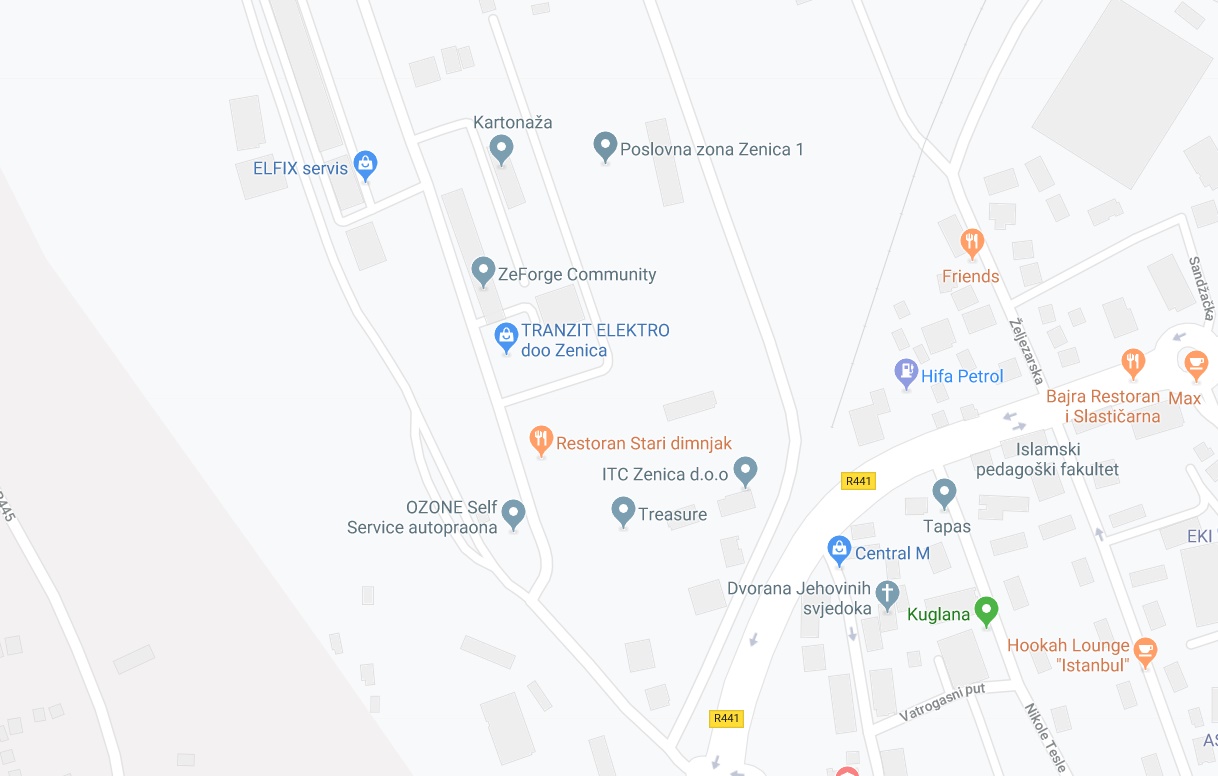 Kartonaža
Poslovna zona Zenica 1
ELFIX servis
ZeForge Community
Friends
Sandžačka
TRANZIT ELEKTRO
doo Zenica
Željezarska
Hifa Petrol
Bajra Restoran
i Slastičarna
Max
Restoran Stari dimnjak
Islamski
pedagoški fakultet
ITC Zenica d.o.o
R441
R445
OZONE Self
Service autopraona
Treasure
Tapas
EKI
Central M
Dvorana Jehovinih
svjedoka
Kuglana
Hookah Lounge
"Istanbul"
Vatrogasni put
R441
Nikole Tesle